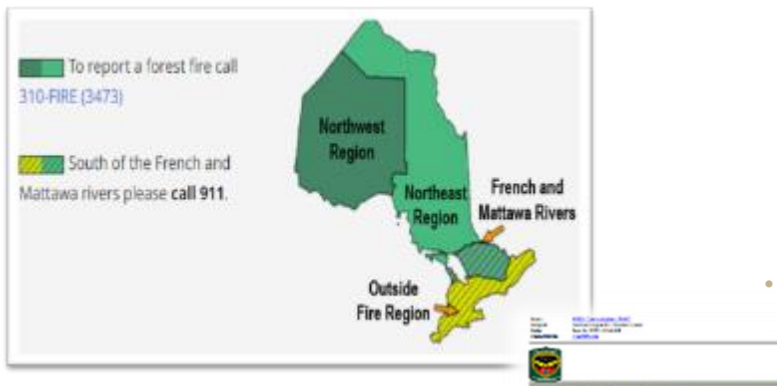 To report a forest fire call
310-FIRE (3473)
South of the French and
Mattawa rivers please call 911.
Northwest
Region
Northeast
Region
French and
Mattawa Rivers
Outside
Fire Region